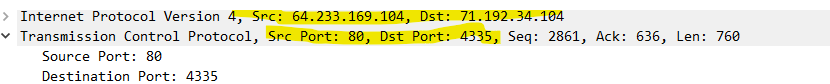 Internet Protocol Version 4, Src: 64.233.169.104, Dst: 71.192.34.104
Transmission Control Protocol, Src Port: 80, Dst Port: 4335, Seq: 2861, Ack: 636, Len: 760
Source Port: 80
Destination Port: 4335